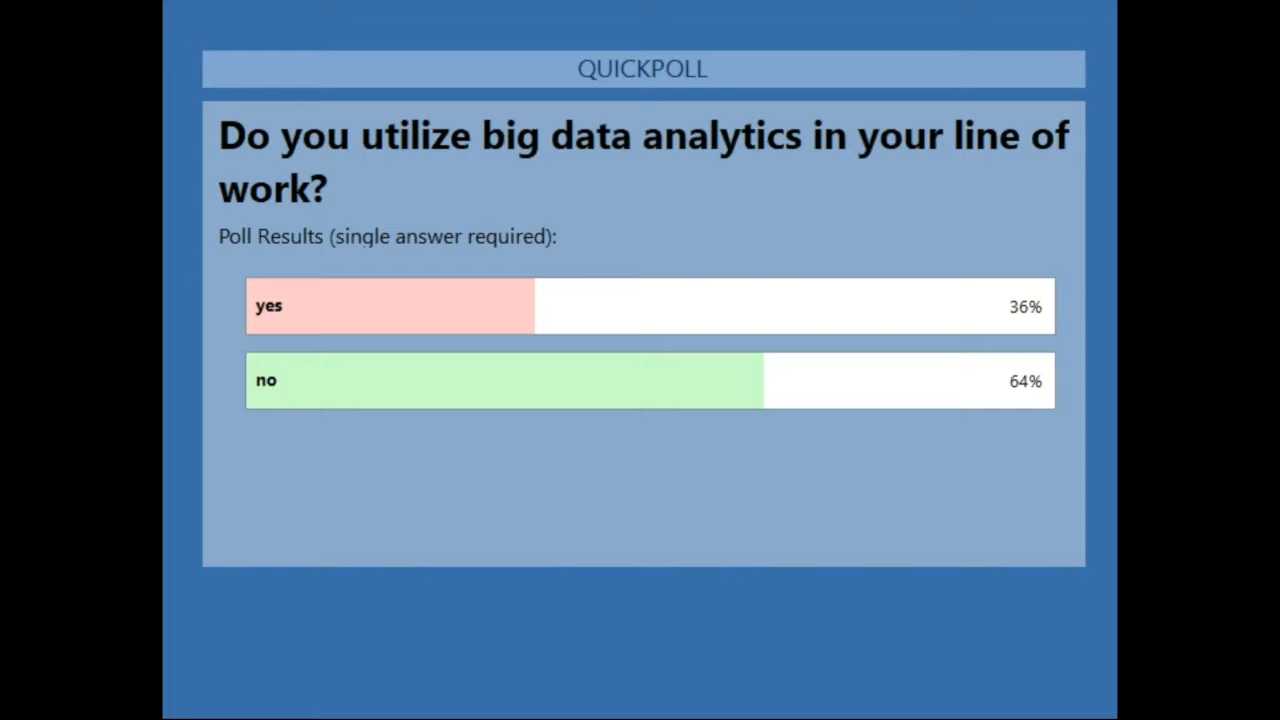 QUICKPOLL
Do you utilize big data analytics in your line of
work?
Poll Results (single answer required):
yes 36%
no 64%